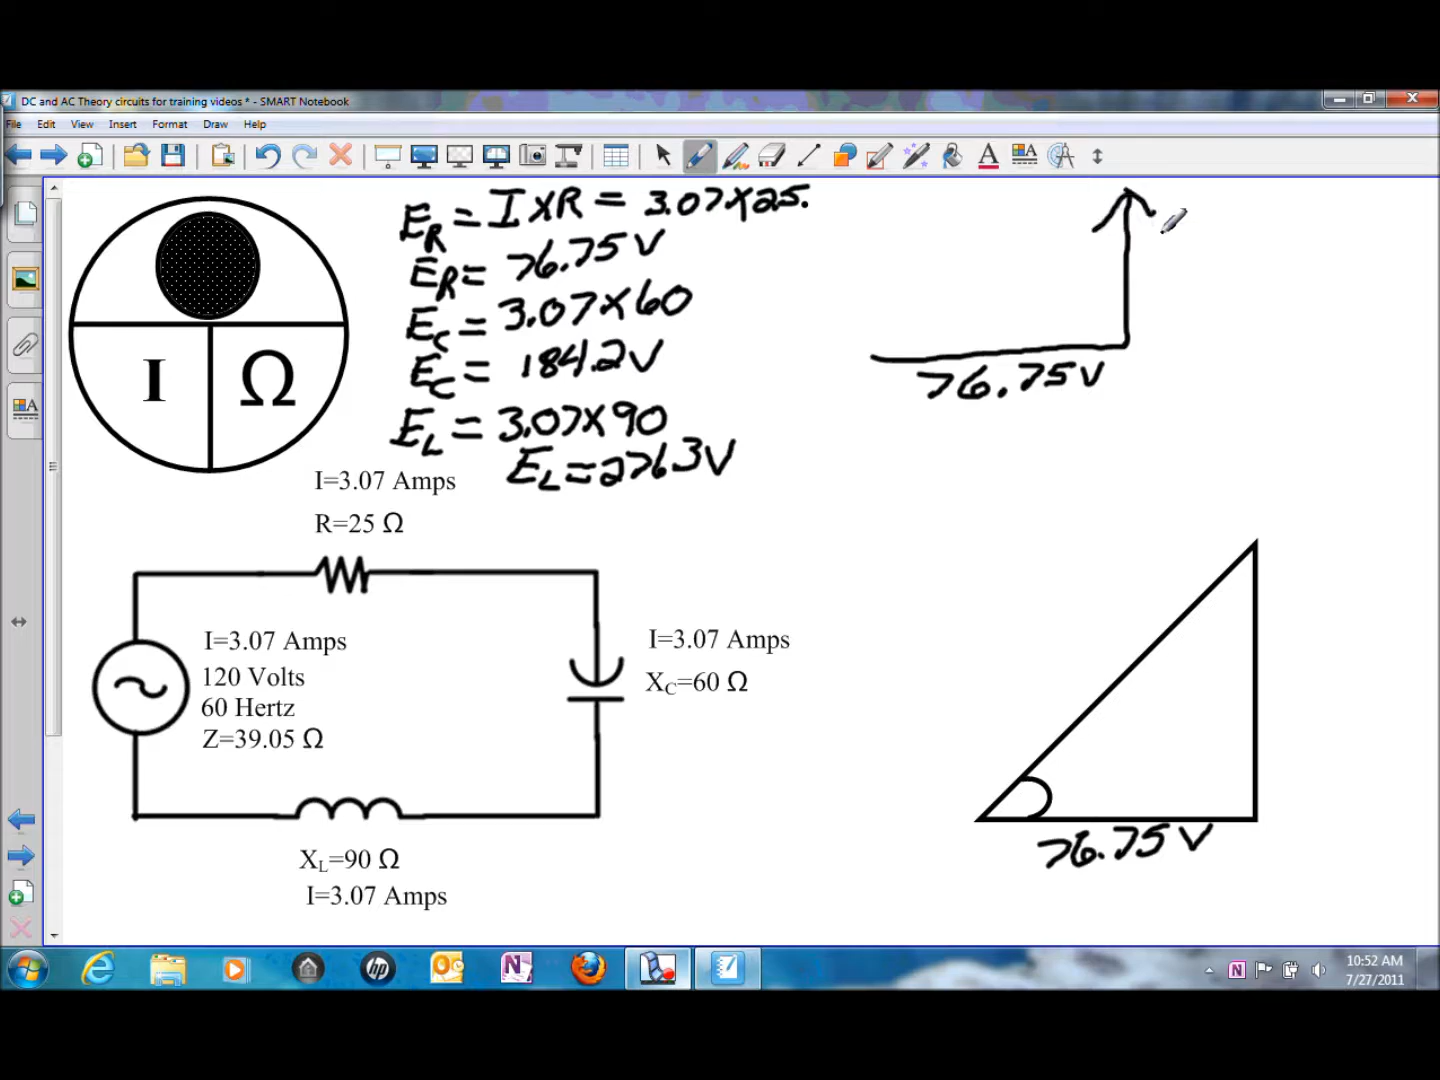 DC and AC Theory circuits for training videos * - SMART Notebook
File Edit View Insert Format Draw Help
E_R = I X R = 3.07 X 25.
E_R = 76.75 V
E_C = 3.07 X 60
E_C = 184.2 V
E_L = 3.07 X 90
E_L = 276.3 V
76.75 V
I Ω
I=3.07 Amps
R=25 Ω
I=3.07 Amps
120 Volts
60 Hertz
Z=39.05 Ω
I=3.07 Amps
X_C=60 Ω
X_L=90 Ω
I=3.07 Amps
76.75 V
10:52 AM
7/27/2011